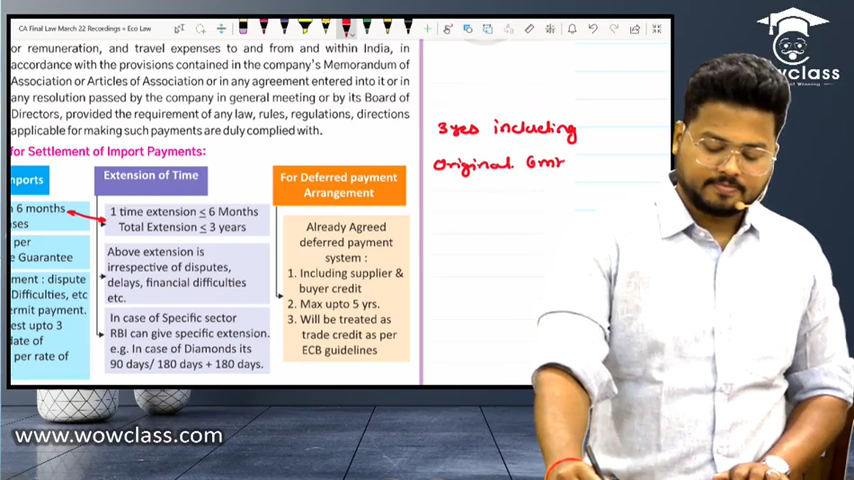 CA Final Law March 22 Recordings + Eco Law
or remuneration, and travel expenses to and from and within India, in
accordance with the provisions contained in the company's Memorandum of
Association or Articles of Association or in any agreement entered into it or in
any resolution passed by the company in general meeting or by its Board of
Directors, provided the requirement of any law, rules, regulations, directions
applicable for making such payments are duly complied with.
for Settlement of Import Payments:
mports
6 months
ses
per
e Guarantee
ment : dispute
Difficulties, etc
ermit payment.
est upto 3
late of
per rate of
Extension of Time
1 time extension ≤ 6 Months
Total Extension ≤ 3 years
Above extension is
irrespective of disputes,
delays, financial difficulties
etc.
In case of Specific sector
RBI can give specific extension.
e.g. In case of Diamonds its
90 days/ 180 days + 180 days.
For Deferred payment
Arrangement
Already Agreed
deferred payment
system :
1. Including supplier &
buyer credit
2. Max upto 5 yrs.
3. Will be treated as
trade credit as per
ECB guidelines
3 yrs including
Original 6mt
wowclass
www.wowclass.com